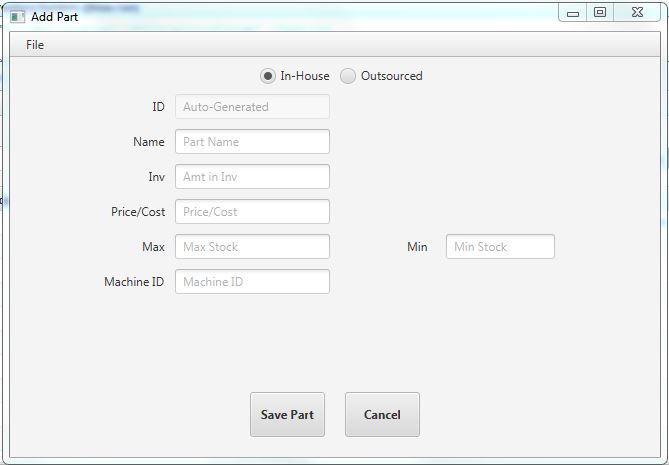 Add Part
File
In-House Outsourced
ID Auto-Generated
Name Part Name
Inv Amt in Inv
Price/Cost Price/Cost
Max Max Stock Min Min Stock
Machine ID Machine ID
Save Part Cancel